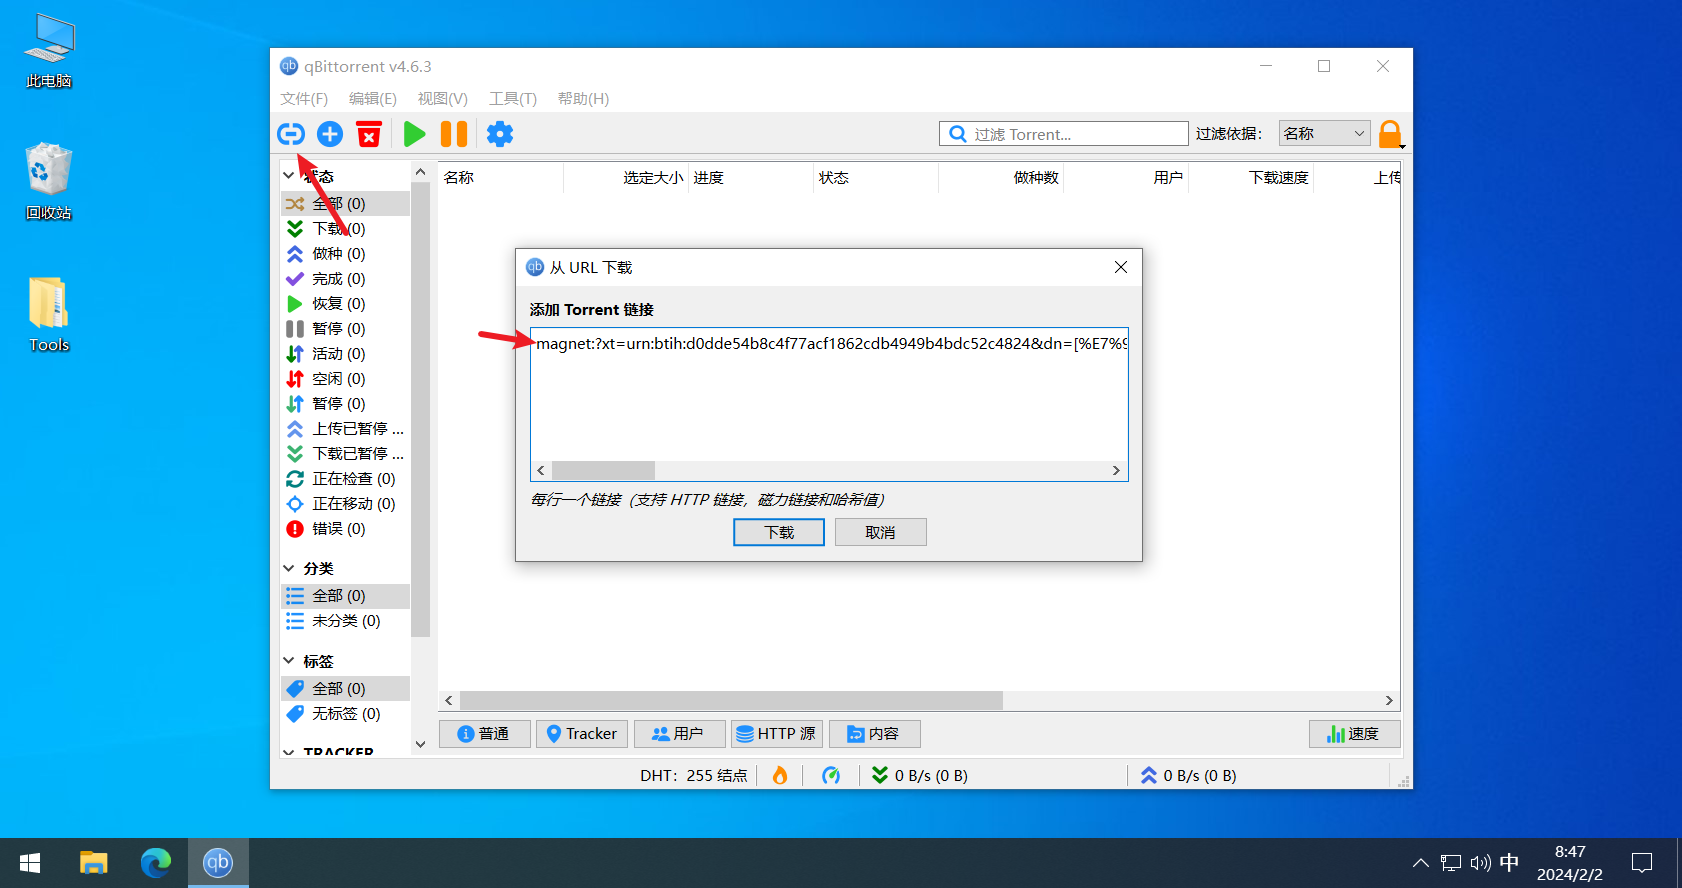 此电脑
回收站
Tools
qBittorrent v4.6.3
文件(F) 编辑(E) 视图(V) 工具(T) 帮助(H)
过滤 Torrent... 过滤依据： 名称
状态
全部 (0)
下载 (0)
做种 (0)
完成 (0)
恢复 (0)
暂停 (0)
活动 (0)
空闲 (0)
暂停 (0)
上传已暂停 ...
下载已暂停 ...
正在检查 (0)
正在移动 (0)
错误 (0)
分类
全部 (0)
未分类 (0)
标签
全部 (0)
无标签 (0)
TRACKER
名称 选定大小 进度 状态 做种数 用户 下载速度 上传
从 URL 下载
添加 Torrent 链接
magnet:?xt=urn:btih:d0dde54b8c4f77acf1862cdb4949b4bdc52c4824&dn=[%E7%9
每行一个链接（支持 HTTP 链接，磁力链接和哈希值）
下载 取消
普通 Tracker 用户 HTTP 源 内容 速度
DHT：255 结点 0 B/s (0 B) 0 B/s (0 B)
qb
中
8:47
2024/2/2